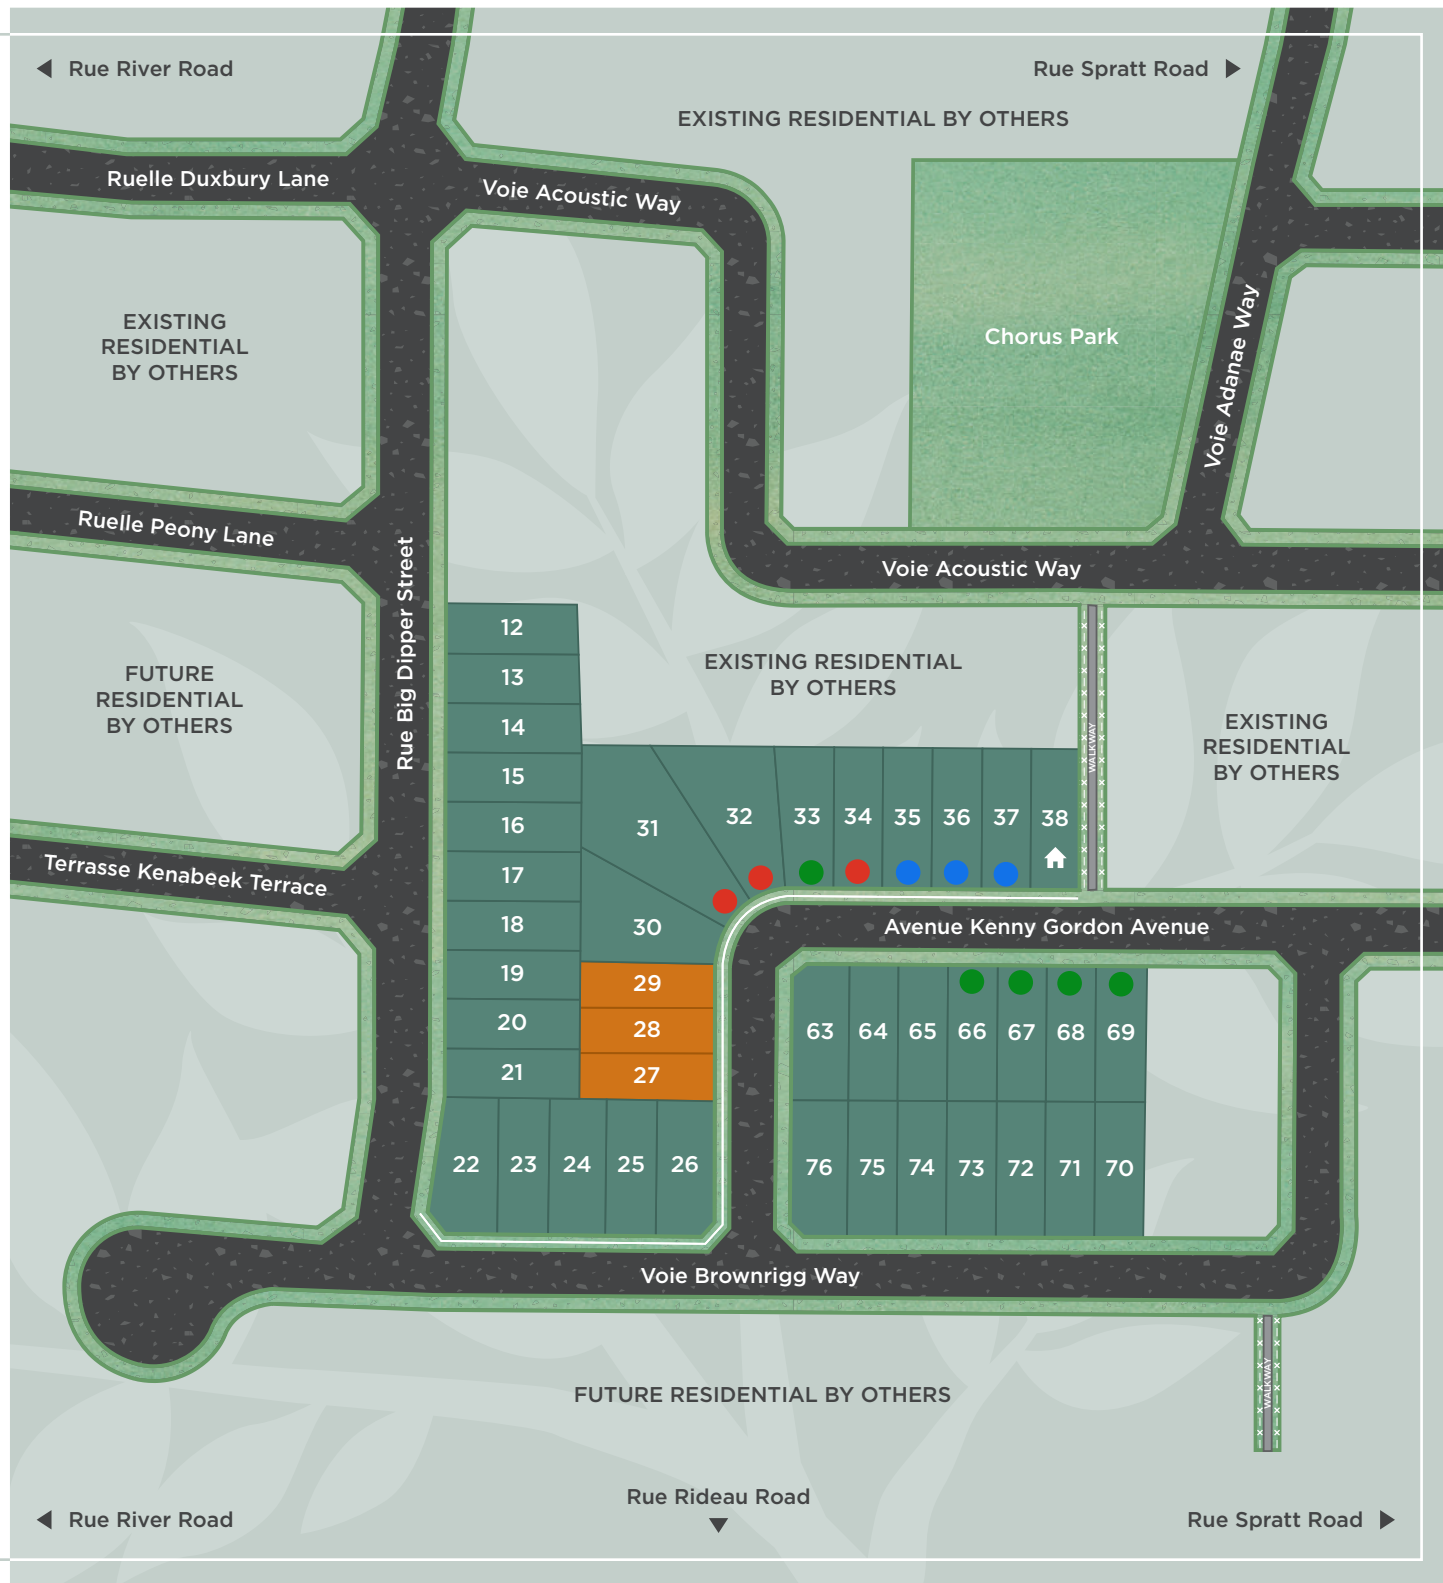 Rue River Road
Rue Spratt Road
EXISTING RESIDENTIAL BY OTHERS
Ruelle Duxbury Lane
Voie Acoustic Way
EXISTING
RESIDENTIAL
BY OTHERS
Chorus Park
Voie Adanae Way
Ruelle Peony Lane
Rue Big Dipper Street
Voie Acoustic Way
12
13
14
15
16
17
18
19
20
21
FUTURE
RESIDENTIAL
BY OTHERS
EXISTING RESIDENTIAL
BY OTHERS
WALKWAY
EXISTING
RESIDENTIAL
BY OTHERS
31
32
33
34
35
36
37
38
Terrasse Kenabeek Terrace
30
29
28
27
Avenue Kenny Gordon Avenue
63
64
65
66
67
68
69
22
23
24
25
26
76
75
74
73
72
71
70
Voie Brownrigg Way
WALKWAY
FUTURE RESIDENTIAL BY OTHERS
Rue Rideau Road
Rue River Road
Rue Spratt Road